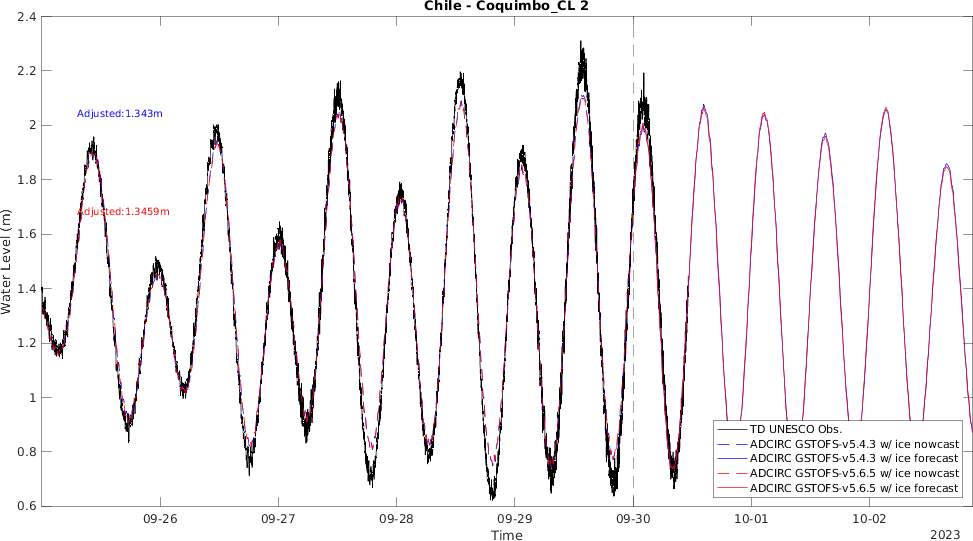 Chile - Coquimbo_CL 2
2.4
2.2
2
1.8
1.6
1.4
1.2
1
0.8
0.6
Water Level (m)
Adjusted:1.343m
Adjusted:1.3459m
TD UNESCO Obs.
ADCIRC GSTOFS-v5.4.3 w/ ice nowcast
ADCIRC GSTOFS-v5.4.3 w/ ice forecast
ADCIRC GSTOFS-v5.6.5 w/ ice nowcast
ADCIRC GSTOFS-v5.6.5 w/ ice forecast
09-26 09-27 09-28 09-29 09-30 10-01 10-02
Time
2023